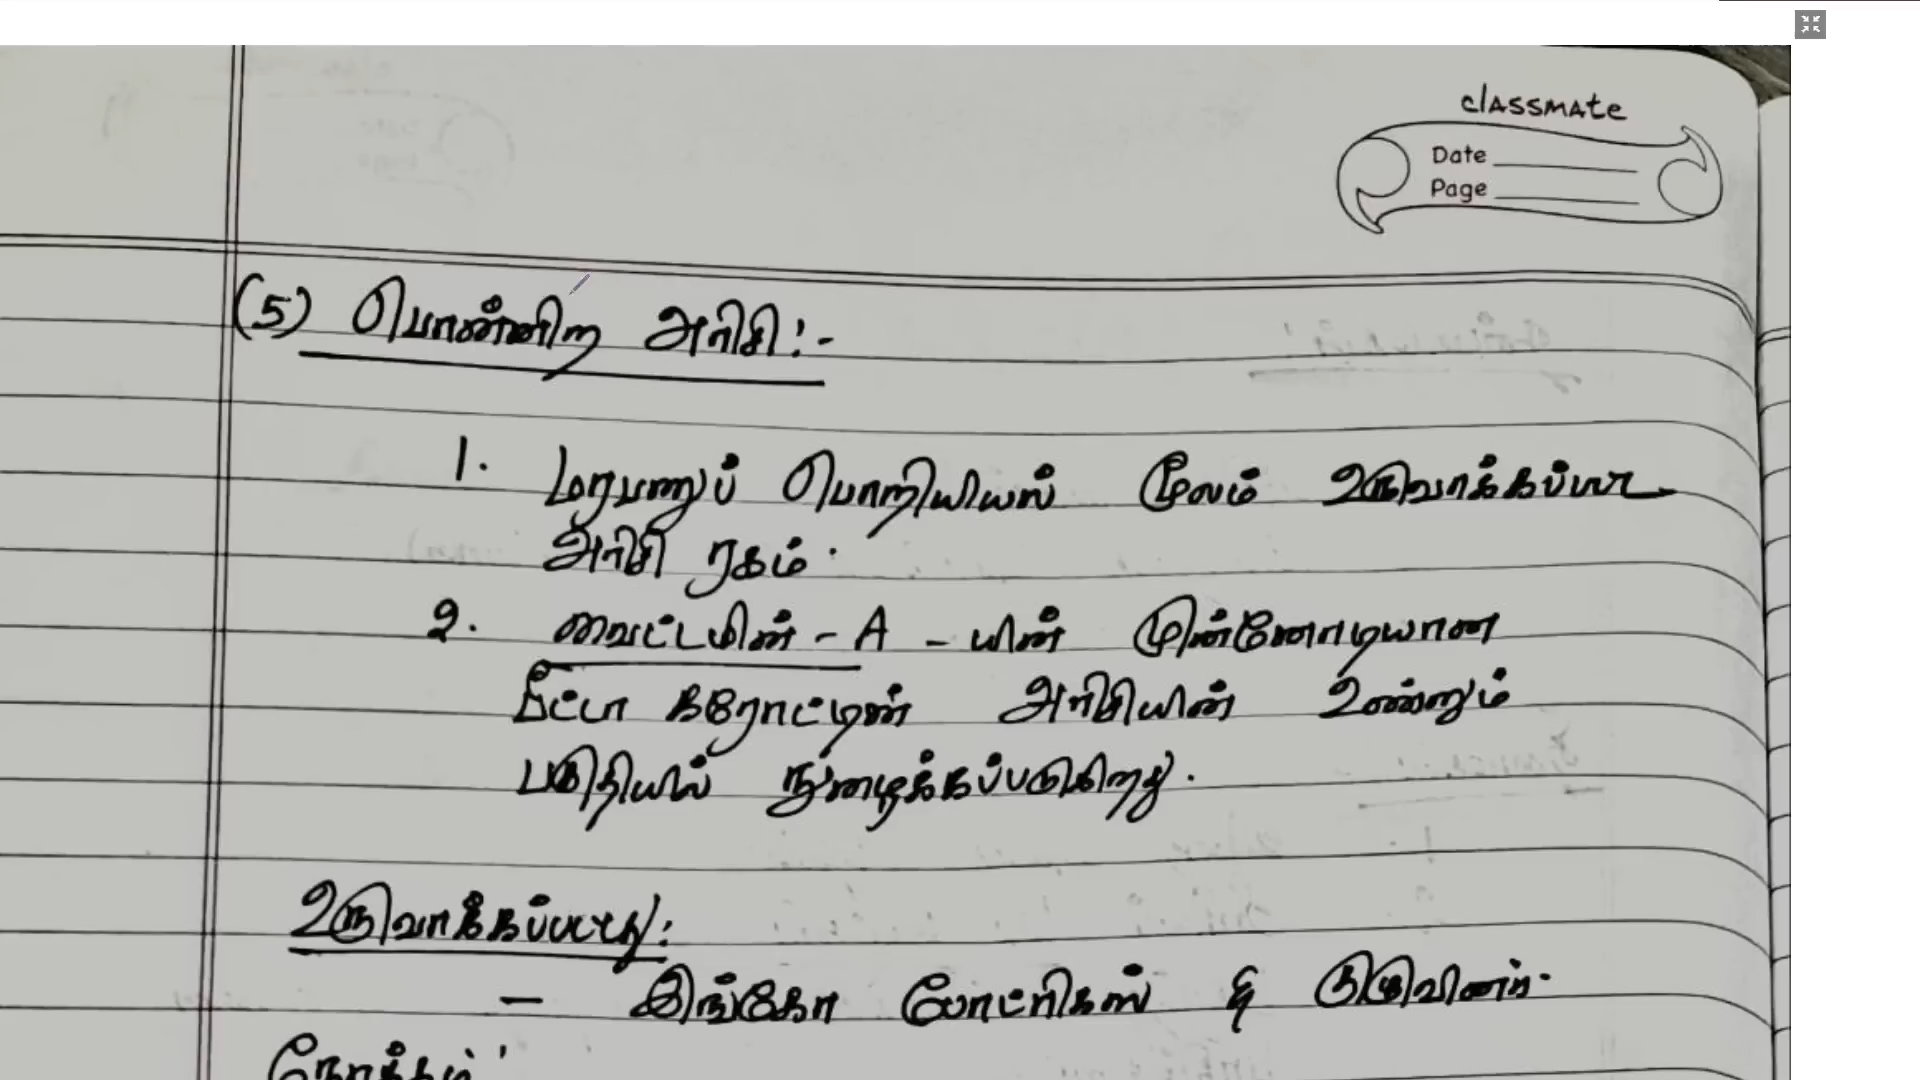 classmate
Date
Page
(5) பொன்னிற அரிசி:-
1. மரபணுப் பொறியியல் மூலம் உருவாக்கப்பட்ட
அரிசி ரகம்.
2. வைட்டமின் - A - யின் முன்னோடியான
பீட்டா கரோட்டின் அரிசியின் உண்ணும்
பகுதியில் நுழைக்கப்படுகிறது.
உருவாக்கப்பட்டது:
- இங்கோ போட்ரிகஸ் & குழுவினர்.
நோக்கம்: